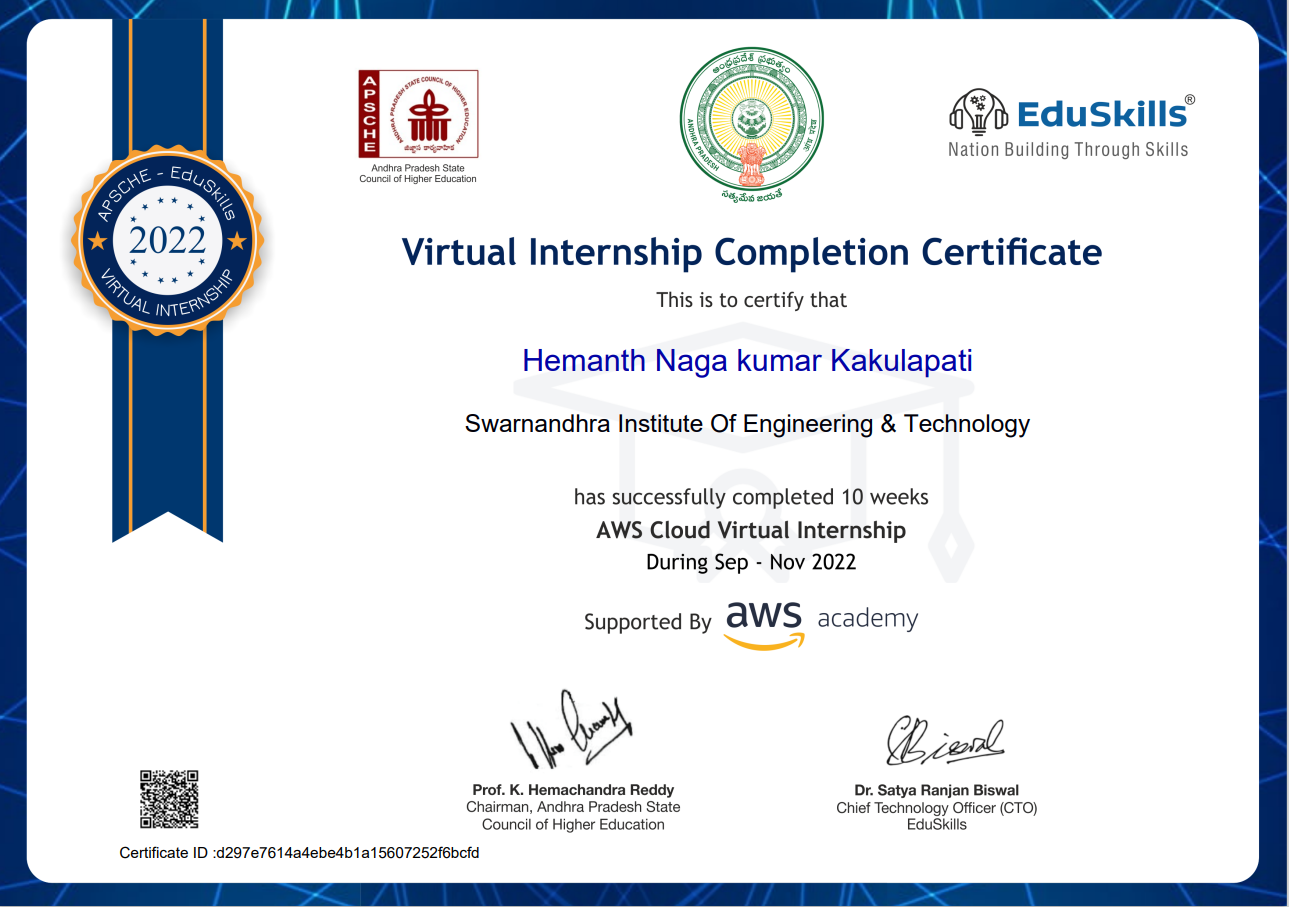 APSCHE
ANDHRA PRADESH STATE COUNCIL OF HIGHER EDUCATION
Andhra Pradesh State
Council of Higher Education
ఆంధ్రప్రదేశ్ ప్రభుత్వం
ANDHRA PRADESH
आंध्र प्रदेश
సత్యమేవ జయతే
EduSkills®
Nation Building Through Skills
APSCHE - EduSkills
2022
VIRTUAL INTERNSHIP
Virtual Internship Completion Certificate
This is to certify that
Hemanth Naga kumar Kakulapati
Swarnandhra Institute Of Engineering & Technology
has successfully completed 10 weeks
AWS Cloud Virtual Internship
During Sep - Nov 2022
Supported By aws academy
Prof. K. Hemachandra Reddy
Chairman, Andhra Pradesh State
Council of Higher Education
Dr. Satya Ranjan Biswal
Chief Technology Officer (CTO)
EduSkills
Certificate ID :d297e7614a4ebe4b1a15607252f6bcfd